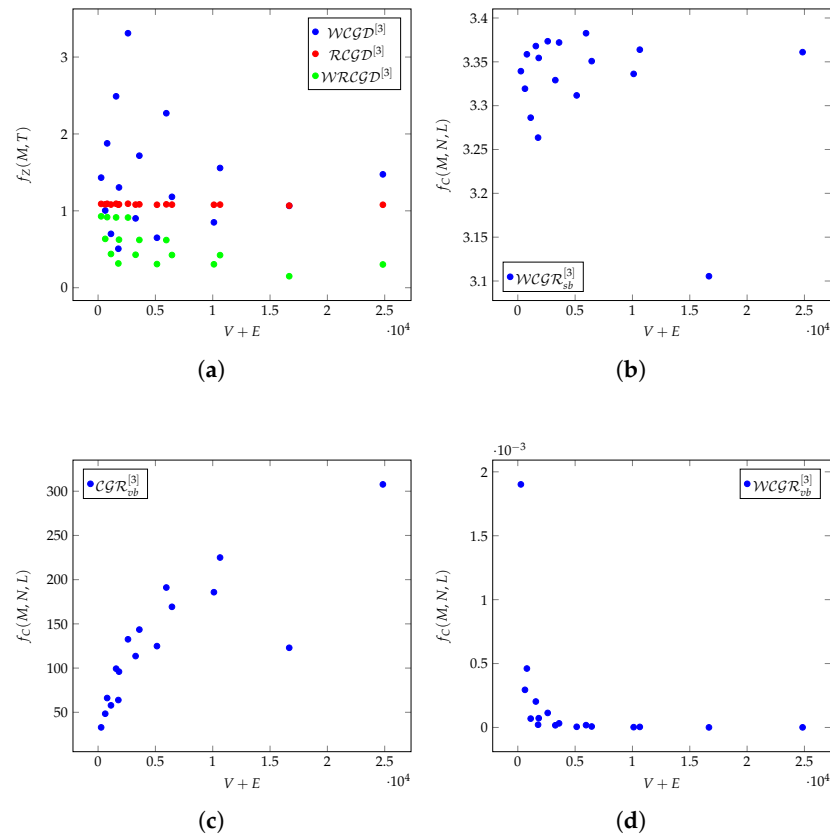 𝒲𝒞𝒢𝒟^[3]
ℛ𝒞𝒢𝒟^[3]
𝒲ℛ𝒞𝒢𝒟^[3]
f_Z(M, T)
3
2
1
0
0 0.5 1 1.5 2 2.5
·10^4
V + E
(a)
f_C(M, N, L)
3.4
3.35
3.3
3.25
3.2
3.15
3.1
𝒲𝒞𝒢ℛ_sb^[3]
0 0.5 1 1.5 2 2.5
·10^4
V + E
(b)
𝒞𝒢ℛ_vb^[3]
f_C(M, N, L)
300
250
200
150
100
50
0 0.5 1 1.5 2 2.5
·10^4
V + E
(c)
·10^−3
𝒲𝒞𝒢ℛ_vb^[3]
f_C(M, N, L)
2
1.5
1
0.5
0
0 0.5 1 1.5 2 2.5
·10^4
V + E
(d)